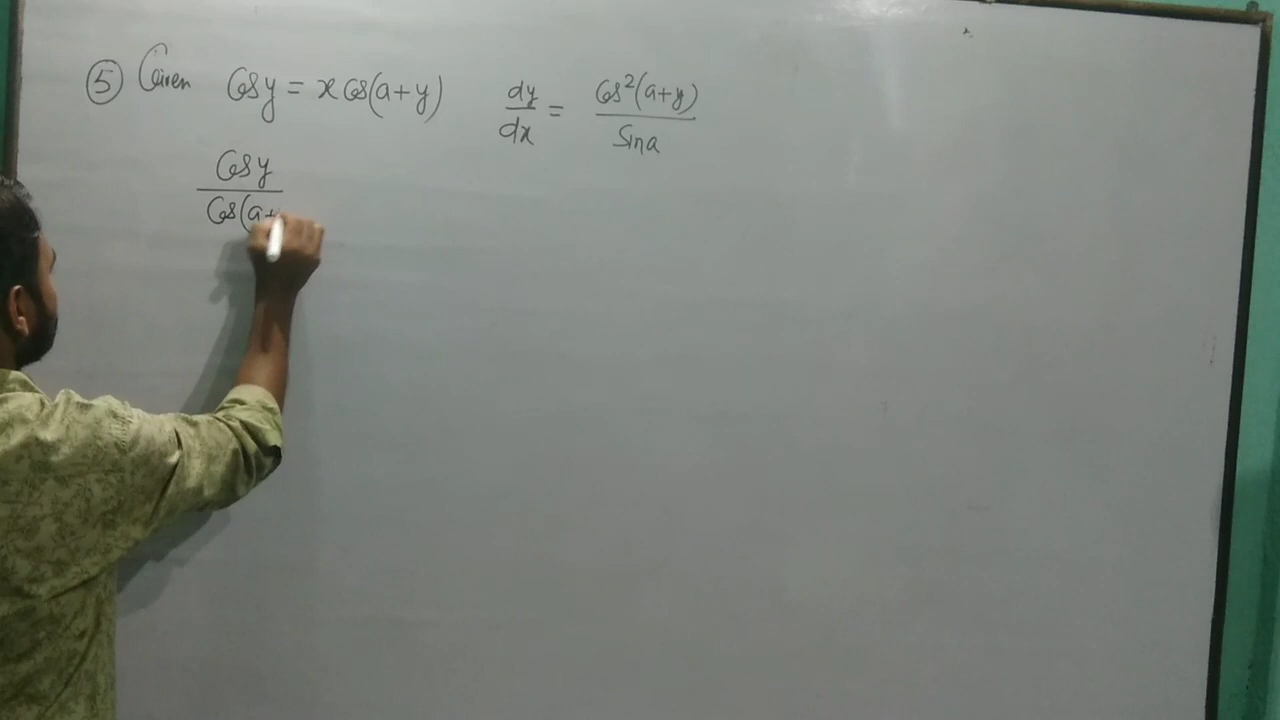 ⑤ Given Cos y = x Cos(a+y) dy/dx = Cos²(a+y)/Sin a
Cos y
Cos(a+